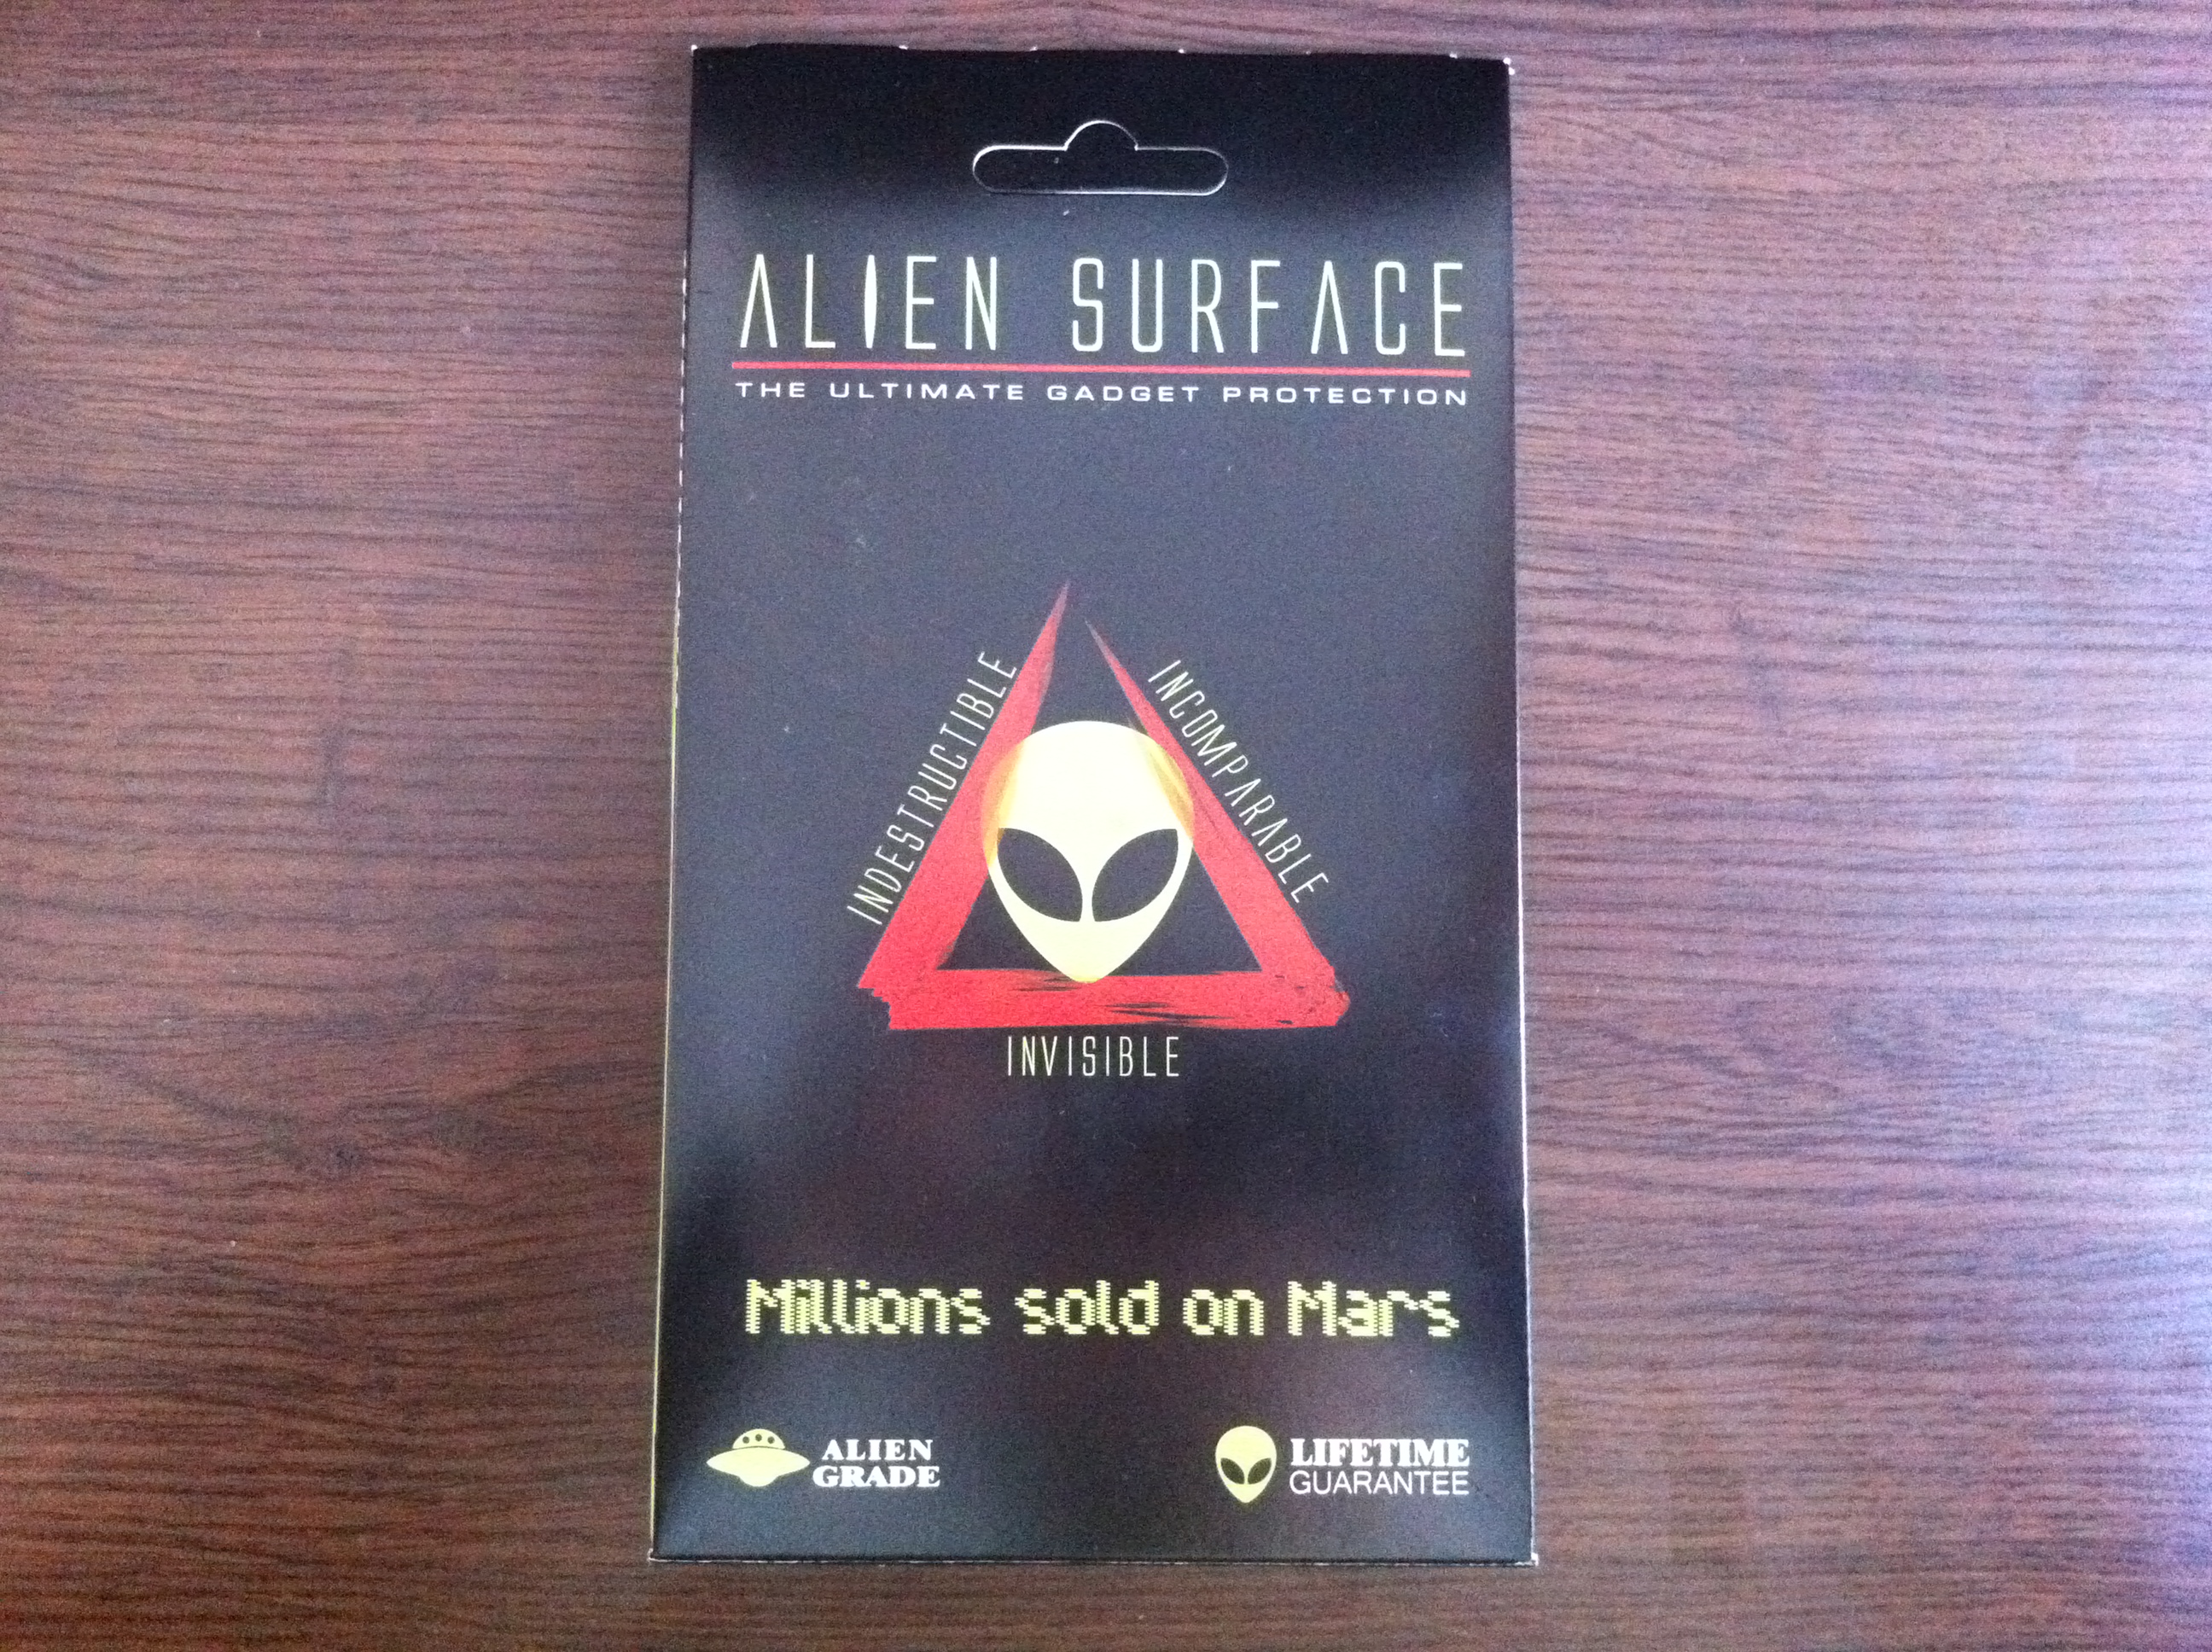 ALIEN SURFACE
THE ULTIMATE GADGET PROTECTION
INDESTRUCTIBLE
INCOMPARABLE
INVISIBLE
Millions sold on Mars
ALIEN
GRADE
LIFETIME
GUARANTEE